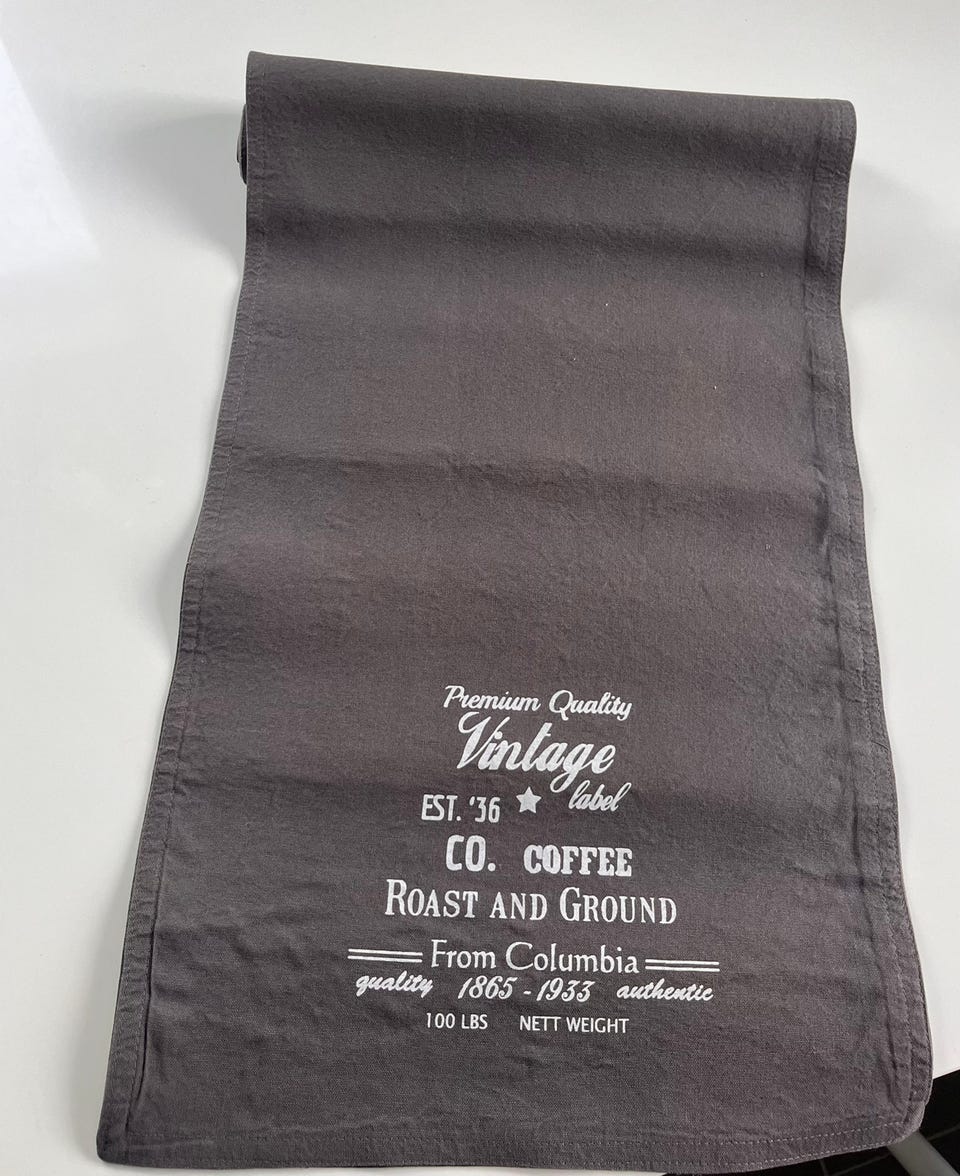 Premium Quality
Vintage
label
EST. '36
CO. COFFEE
ROAST AND GROUND
From Columbia
quality 1865 - 1933 authentic
100 LBS NETT WEIGHT